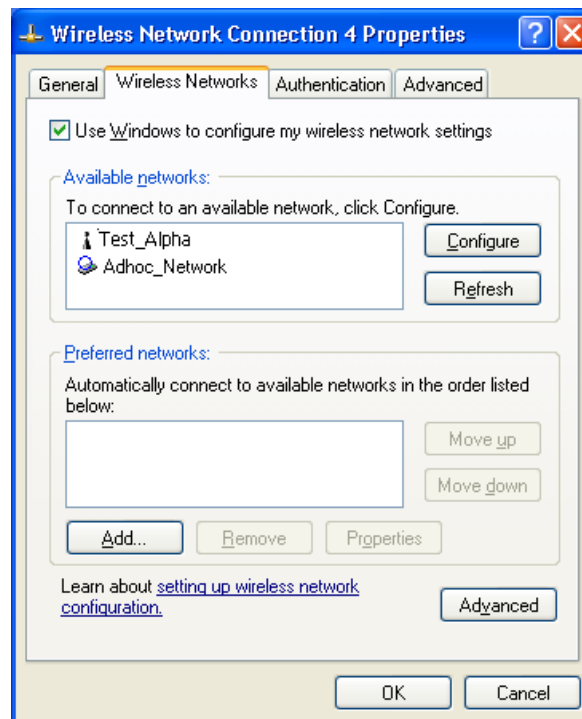 Wireless Network Connection 4 Properties
General Wireless Networks Authentication Advanced
Use Windows to configure my wireless network settings
Available networks:
To connect to an available network, click Configure.
Test_Alpha
Adhoc_Network
Configure
Refresh
Preferred networks:
Automatically connect to available networks in the order listed
below:
Move up
Move down
Add... Remove Properties
Learn about setting up wireless network
configuration.
Advanced
OK Cancel